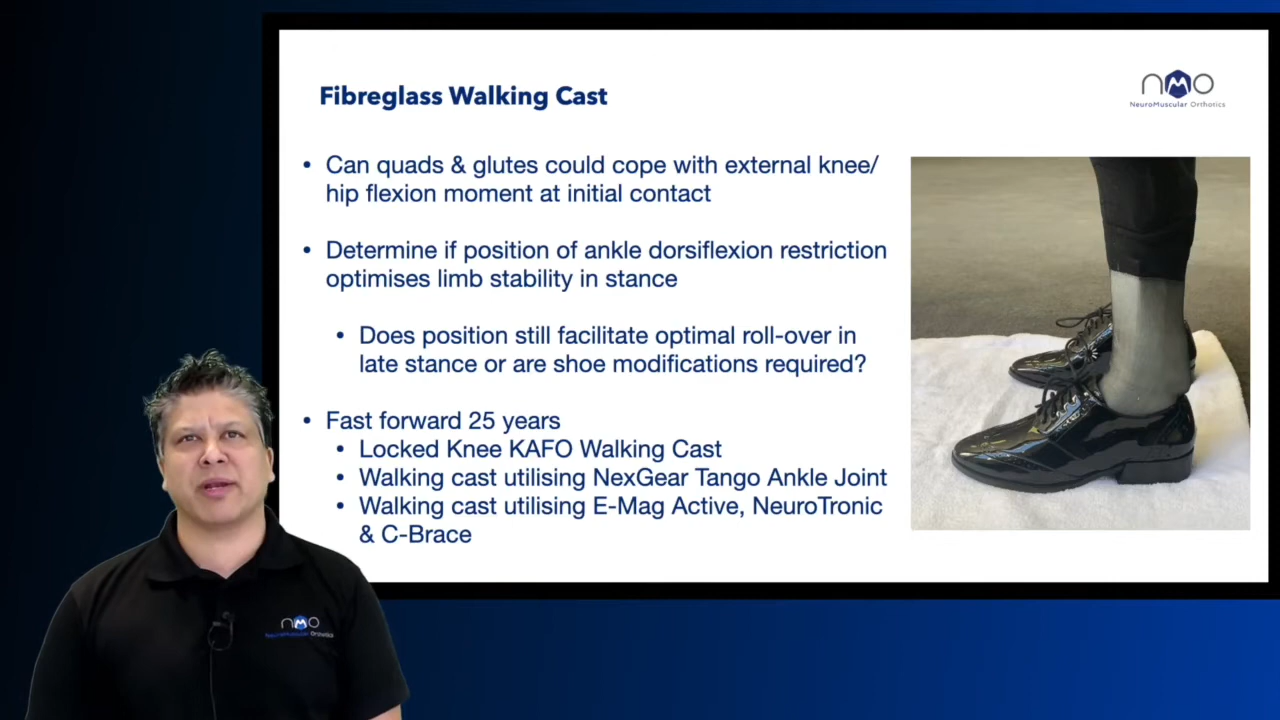 Fibreglass Walking Cast
nmo
NeuroMuscular Orthotics
• Can quads & glutes could cope with external knee/
hip flexion moment at initial contact
• Determine if position of ankle dorsiflexion restriction
optimises limb stability in stance
• Does position still facilitate optimal roll-over in
late stance or are shoe modifications required?
• Fast forward 25 years
• Locked Knee KAFO Walking Cast
• Walking cast utilising NexGear Tango Ankle Joint
• Walking cast utilising E-Mag Active, NeuroTronic
& C-Brace
nmo
NeuroMuscular Orthotics